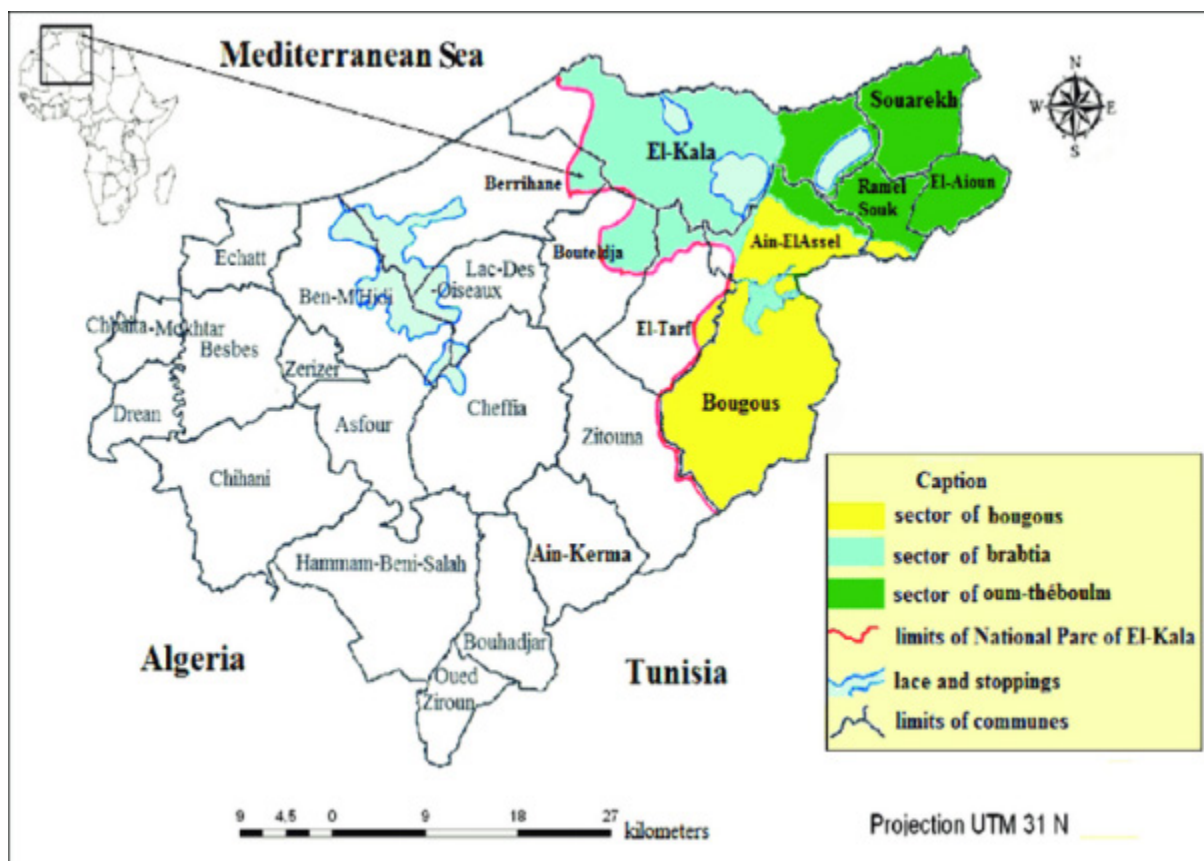 Mediterranean Sea
N
W
E
S
Souarekh
El-Kala
Berrihane
Ramel
Souk
El-Aioun
Bouteldja
Ain-ElAssel
Echatt
Lac-Des
-Oiseaux
Ben-M'Hidi
El-Tarf
Chbaita-Mokhtar
Besbes
Zerizer
Bougous
Drean
Asfour
Cheffia
Zitouna
Chihani
Ain-Kerma
Hammam-Beni-Salah
Bouhadjar
Oued
Ziroun
Algeria
Tunisia
Caption
sector of bougous
sector of brabtia
sector of oum-théboulm
limits of National Parc of El-Kala
lace and stoppings
limits of communes
9 4,5 0 9 18 27
kilometers
Projection UTM 31 N